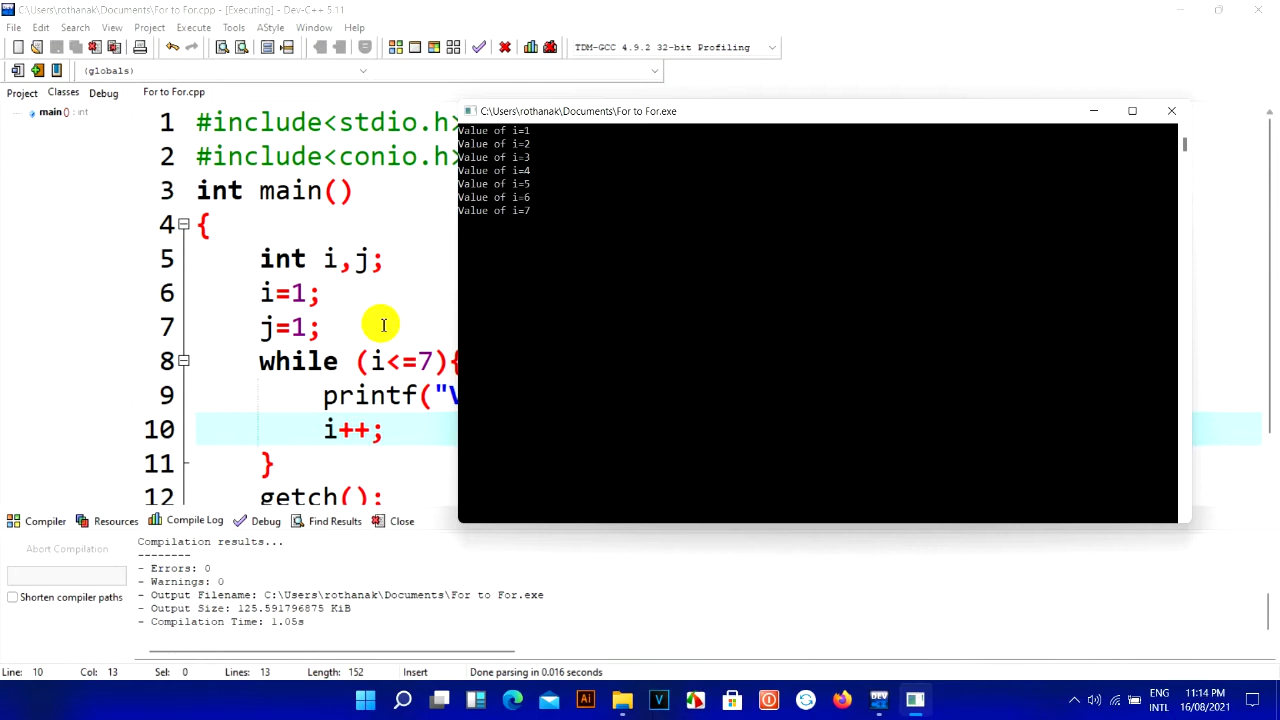 C:\Users\rothanak\Documents\For to For.cpp - [Executing] - Dev-C++ 5.11
File Edit Search View Project Execute Tools AStyle Window Help
TDM-GCC 4.9.2 32-bit Profiling
(globals)
Project Classes Debug
For to For.cpp
main () : int
C:\Users\rothanak\Documents\For to For.exe
Value of i=1
Value of i=2
Value of i=3
Value of i=4
Value of i=5
Value of i=6
Value of i=7
1 #include<stdio.h>
2 #include<conio.h>
3 int main()
4 {
5 int i,j;
6 i=1;
7 j=1;
8 while (i<=7){
9 printf("V
10 i++;
11 }
12 getch();
Compiler Resources Compile Log Debug Find Results Close
Abort Compilation
Shorten compiler paths
Compilation results...
--------
- Errors: 0
- Warnings: 0
- Output Filename: C:\Users\rothanak\Documents\For to For.exe
- Output Size: 125.591796875 KiB
- Compilation Time: 1.05s
Line: 10 Col: 13 Sel: 0 Lines: 13 Length: 152 Insert Done parsing in 0.016 seconds
Ai
V
DEV
ENG
INTL
11:14 PM
16/08/2021